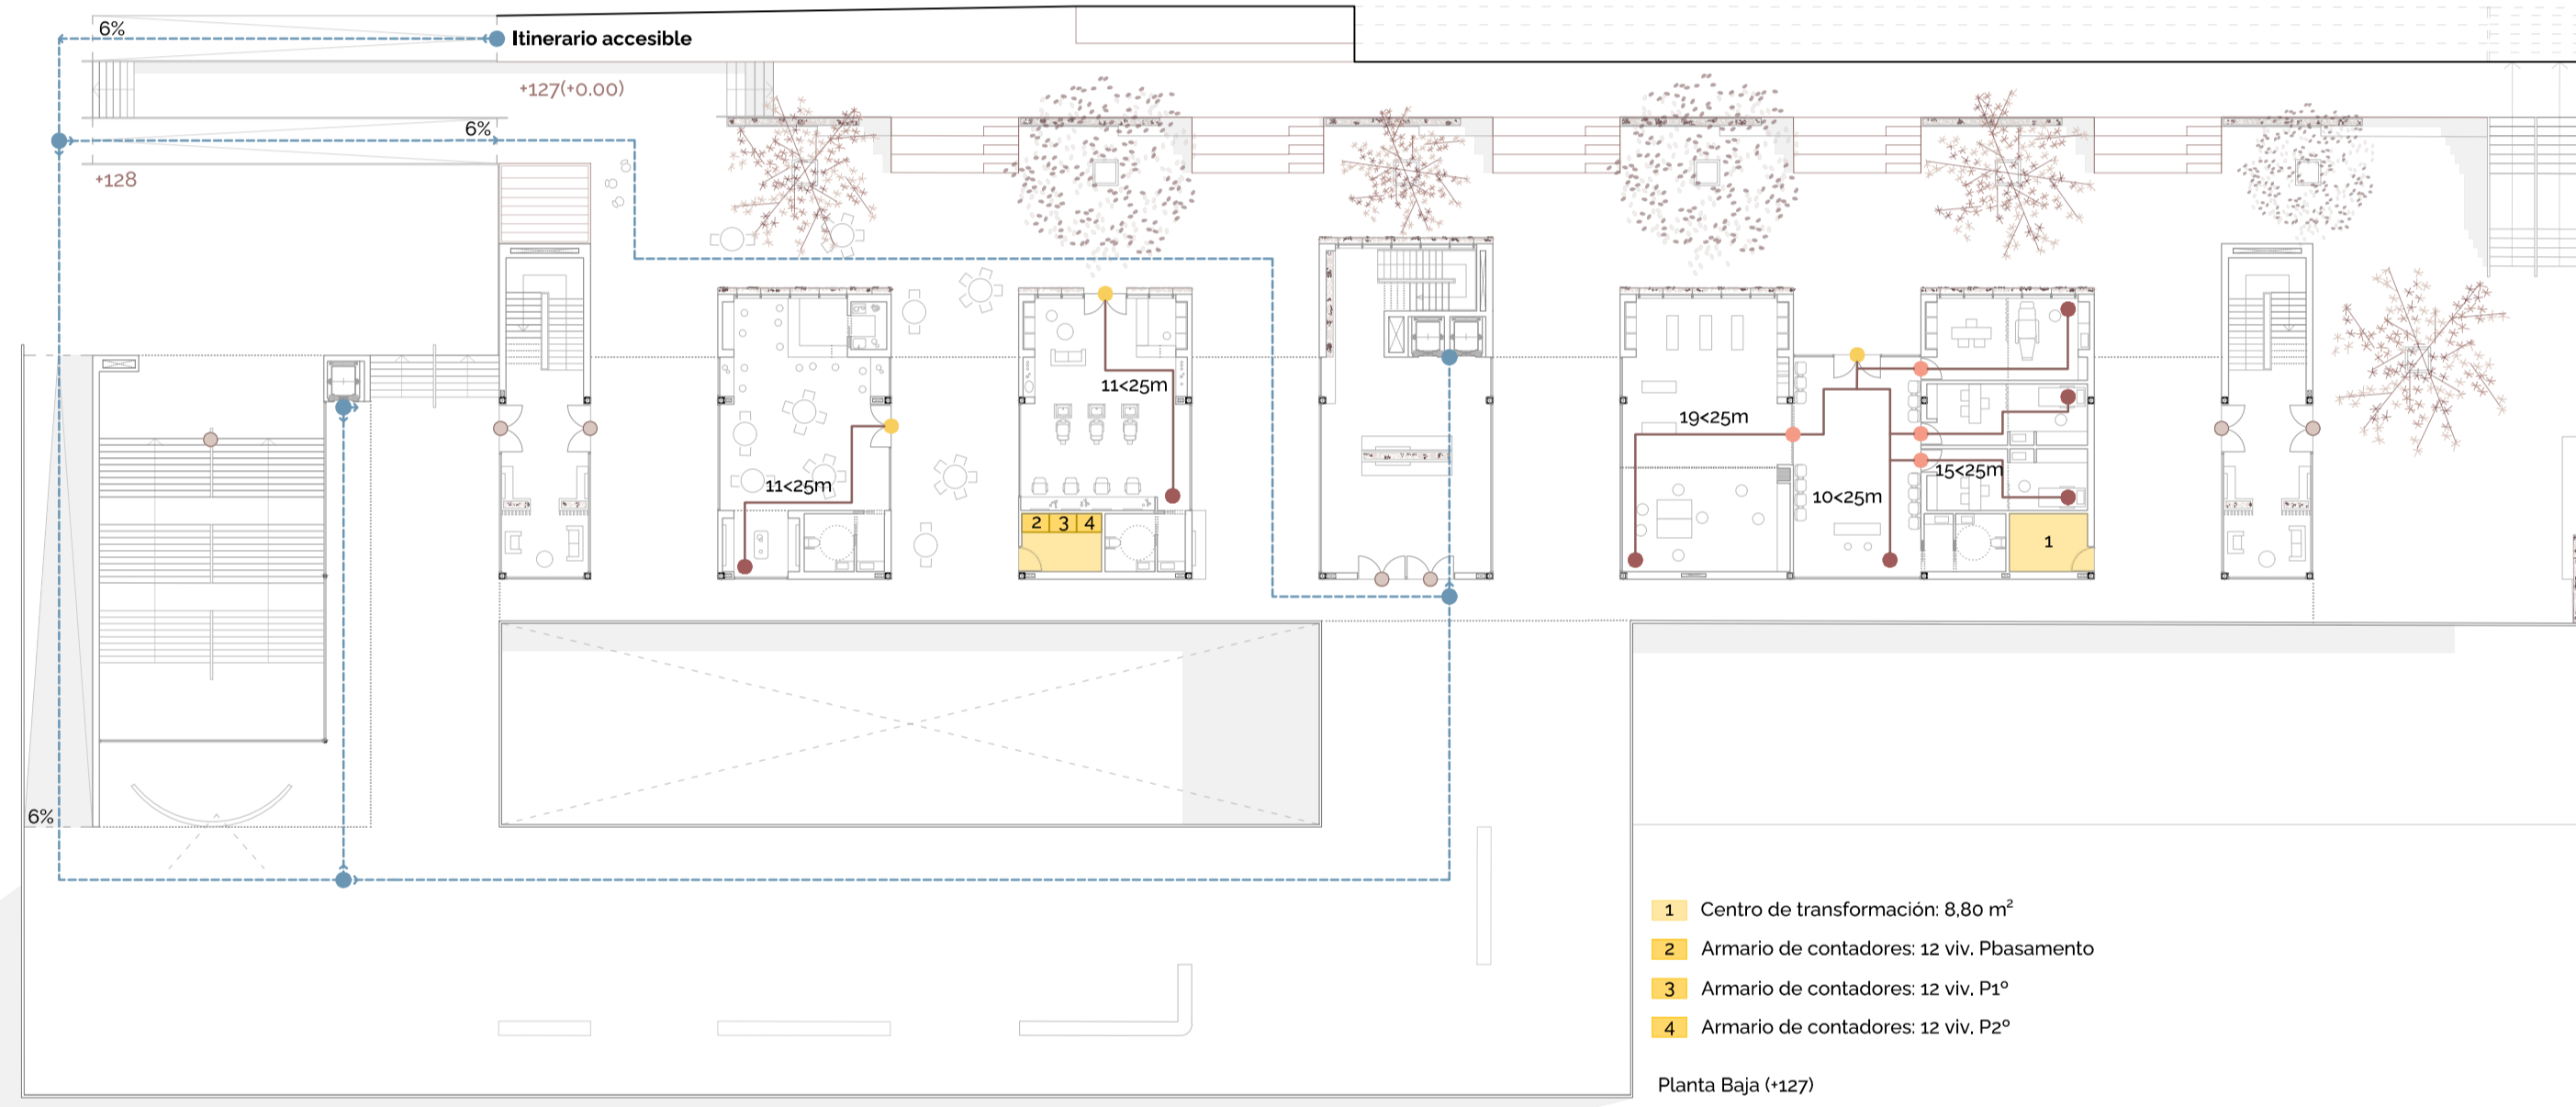 6%
Itinerario accesible
+127(+0.00)
6%
+128
11<25m
19<25m
11<25m
15<25m
10<25m
2 3 4
1
6%
1 Centro de transformación: 8,80 m²
2 Armario de contadores: 12 viv. Pbasamento
3 Armario de contadores: 12 viv. P1º
4 Armario de contadores: 12 viv. P2º
Planta Baja (+127)